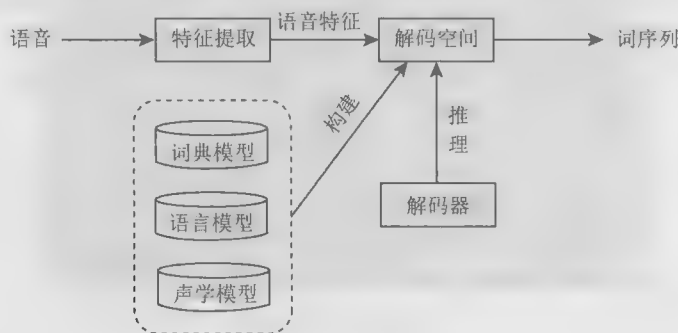 语音
特征提取
语音特征
解码空间
词序列
构建
推
理
词典模型
语言模型
声学模型
解码器